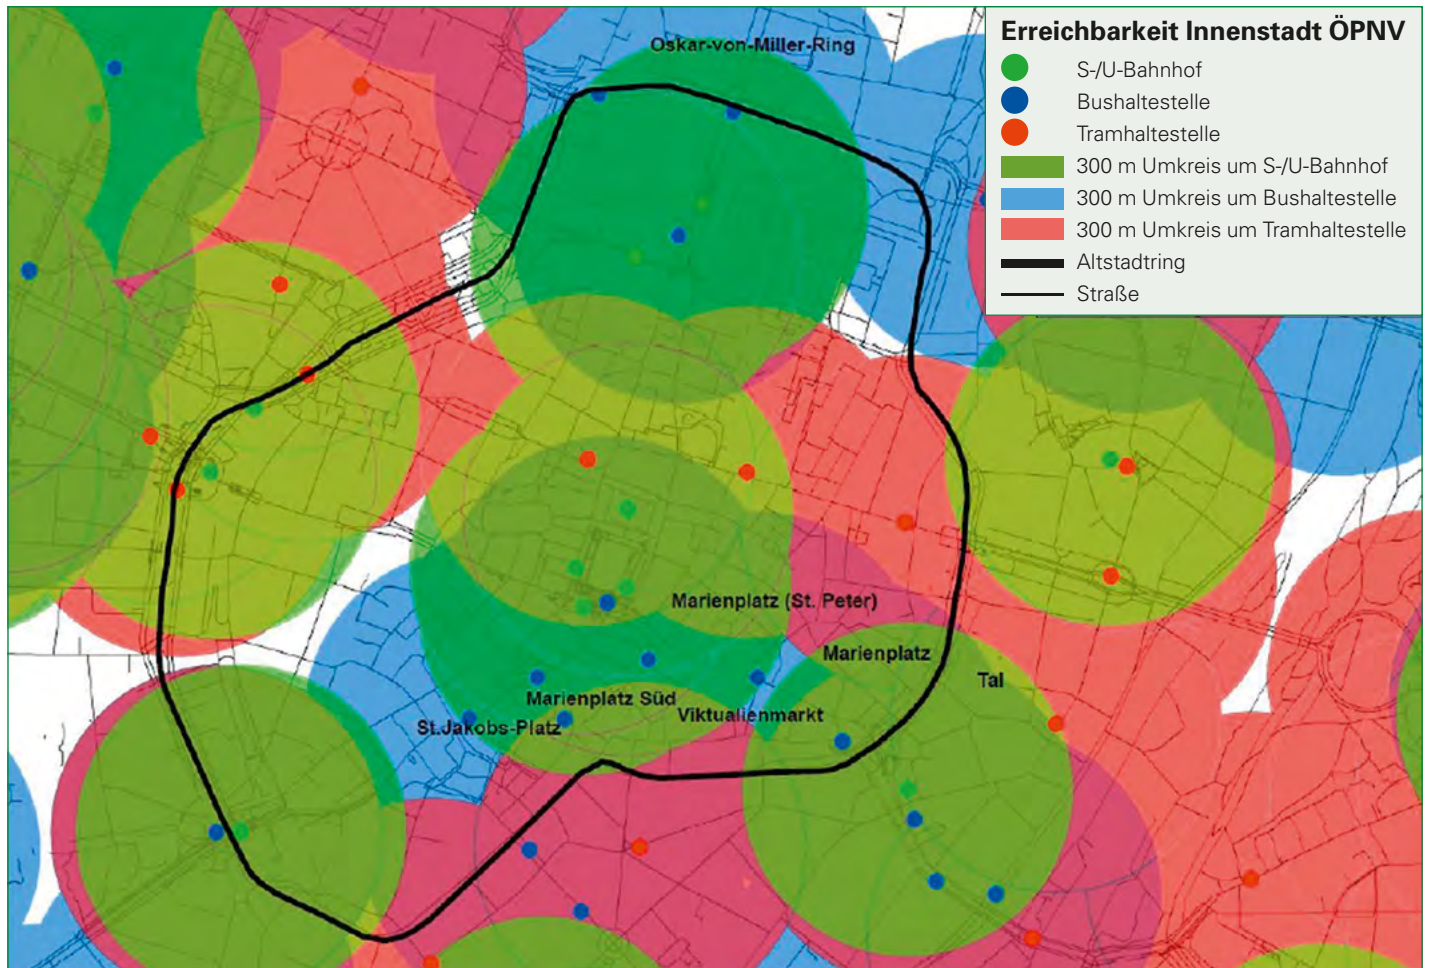 Erreichbarkeit Innenstadt ÖPNV
S-/U-Bahnhof
Bushaltestelle
Tramhaltestelle
300 m Umkreis um S-/U-Bahnhof
300 m Umkreis um Bushaltestelle
300 m Umkreis um Tramhaltestelle
Altstadtring
Straße
Oskar-von-Miller-Ring
Marienplatz (St. Peter)
Marienplatz
Tal
Marienplatz Süd
Viktualienmarkt
St.Jakobs-Platz